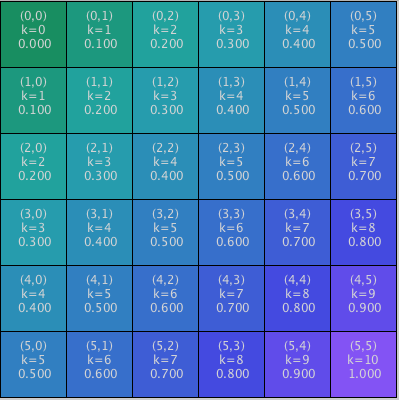 (0,0) (0,1) (0,2) (0,3) (0,4) (0,5)
k=0 k=1 k=2 k=3 k=4 k=5
0.000 0.100 0.200 0.300 0.400 0.500
(1,0) (1,1) (1,2) (1,3) (1,4) (1,5)
k=1 k=2 k=3 k=4 k=5 k=6
0.100 0.200 0.300 0.400 0.500 0.600
(2,0) (2,1) (2,2) (2,3) (2,4) (2,5)
k=2 k=3 k=4 k=5 k=6 k=7
0.200 0.300 0.400 0.500 0.600 0.700
(3,0) (3,1) (3,2) (3,3) (3,4) (3,5)
k=3 k=4 k=5 k=6 k=7 k=8
0.300 0.400 0.500 0.600 0.700 0.800
(4,0) (4,1) (4,2) (4,3) (4,4) (4,5)
k=4 k=5 k=6 k=7 k=8 k=9
0.400 0.500 0.600 0.700 0.800 0.900
(5,0) (5,1) (5,2) (5,3) (5,4) (5,5)
k=5 k=6 k=7 k=8 k=9 k=10
0.500 0.600 0.700 0.800 0.900 1.000